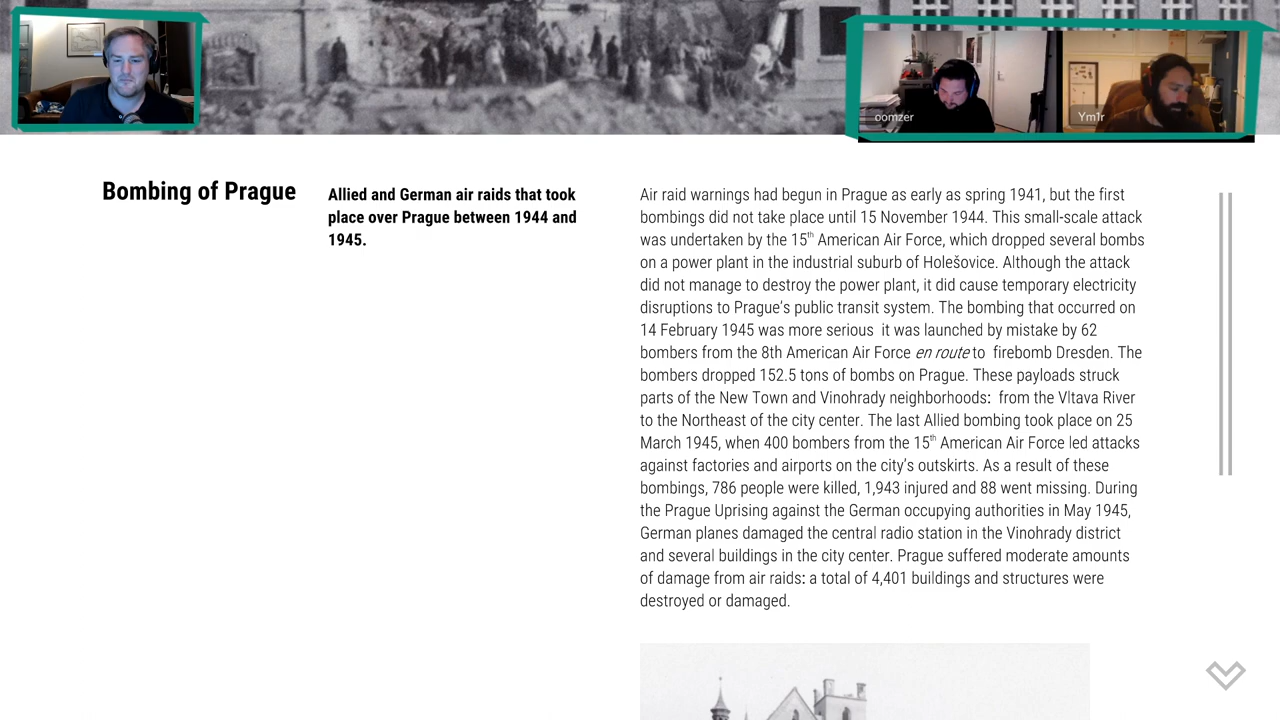 oomzer
Ym1r
Bombing of Prague
Allied and German air raids that took
place over Prague between 1944 and
1945.
Air raid warnings had begun in Prague as early as spring 1941, but the first
bombings did not take place until 15 November 1944. This small-scale attack
was undertaken by the 15th American Air Force, which dropped several bombs
on a power plant in the industrial suburb of Holešovice. Although the attack
did not manage to destroy the power plant, it did cause temporary electricity
disruptions to Prague's public transit system. The bombing that occurred on
14 February 1945 was more serious  it was launched by mistake by 62
bombers from the 8th American Air Force en route to  firebomb Dresden. The
bombers dropped 152.5 tons of bombs on Prague. These payloads struck
parts of the New Town and Vinohrady neighborhoods:  from the Vltava River
to the Northeast of the city center. The last Allied bombing took place on 25
March 1945, when 400 bombers from the 15th American Air Force led attacks
against factories and airports on the city's outskirts. As a result of these
bombings, 786 people were killed, 1,943 injured and 88 went missing. During
the Prague Uprising against the German occupying authorities in May 1945,
German planes damaged the central radio station in the Vinohrady district
and several buildings in the city center. Prague suffered moderate amounts
of damage from air raids: a total of 4,401 buildings and structures were
destroyed or damaged.